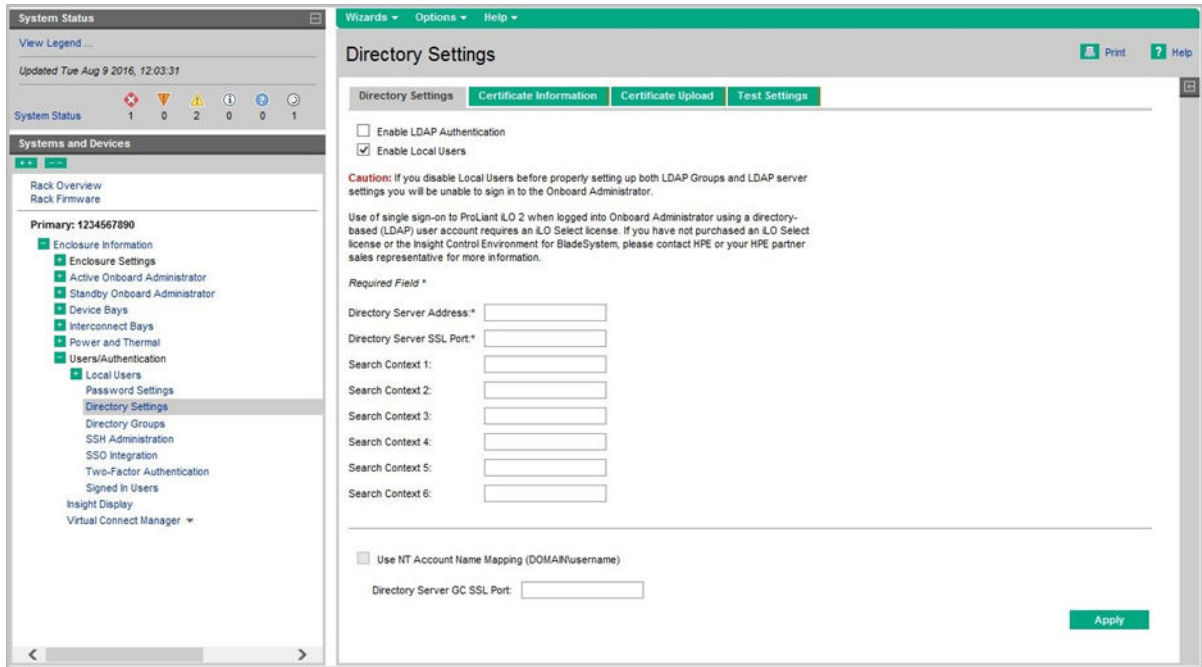 System Status
View Legend ...
Updated Tue Aug 9 2016, 12:03:31
System Status 1 0 2 0 0 1
Systems and Devices
Rack Overview
Rack Firmware
Primary: 1234567890
Enclosure Information
Enclosure Settings
Active Onboard Administrator
Standby Onboard Administrator
Device Bays
Interconnect Bays
Power and Thermal
Users/Authentication
Local Users
Password Settings
Directory Settings
Directory Groups
SSH Administration
SSO Integration
Two-Factor Authentication
Signed In Users
Insight Display
Virtual Connect Manager
Wizards Options Help
Directory Settings
Print Help
Directory Settings Certificate Information Certificate Upload Test Settings
Enable LDAP Authentication
Enable Local Users
Caution: If you disable Local Users before properly setting up both LDAP Groups and LDAP server
settings you will be unable to sign in to the Onboard Administrator.
Use of single sign-on to ProLiant iLO 2 when logged into Onboard Administrator using a directory-
based (LDAP) user account requires an iLO Select license. If you have not purchased an iLO Select
license or the Insight Control Environment for BladeSystem, please contact HPE or your HPE partner
sales representative for more information.
Required Field *
Directory Server Address:*
Directory Server SSL Port:*
Search Context 1:
Search Context 2:
Search Context 3:
Search Context 4:
Search Context 5:
Search Context 6:
Use NT Account Name Mapping (DOMAIN\username)
Directory Server GC SSL Port:
Apply